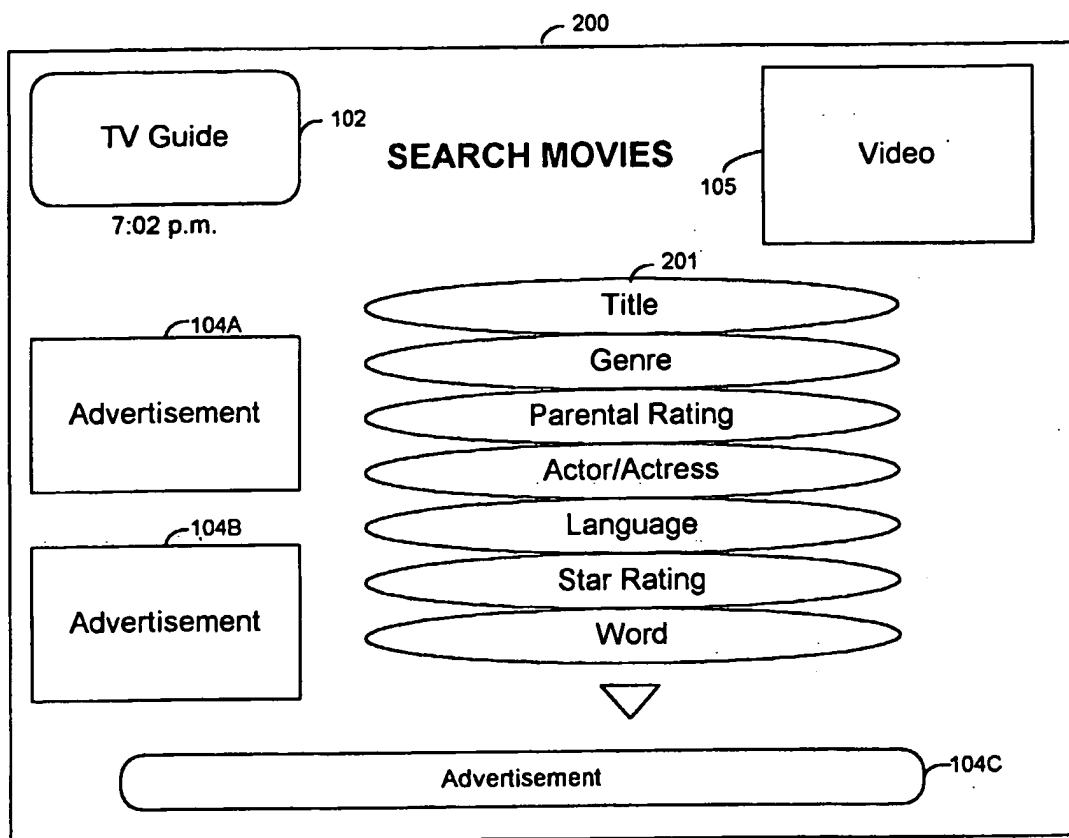 200
TV Guide
102
SEARCH MOVIES
Video
105
7:02 p.m.
201
Title
Genre
Parental Rating
Actor/Actress
Language
Star Rating
Word
104A
Advertisement
104B
Advertisement
Advertisement
104C